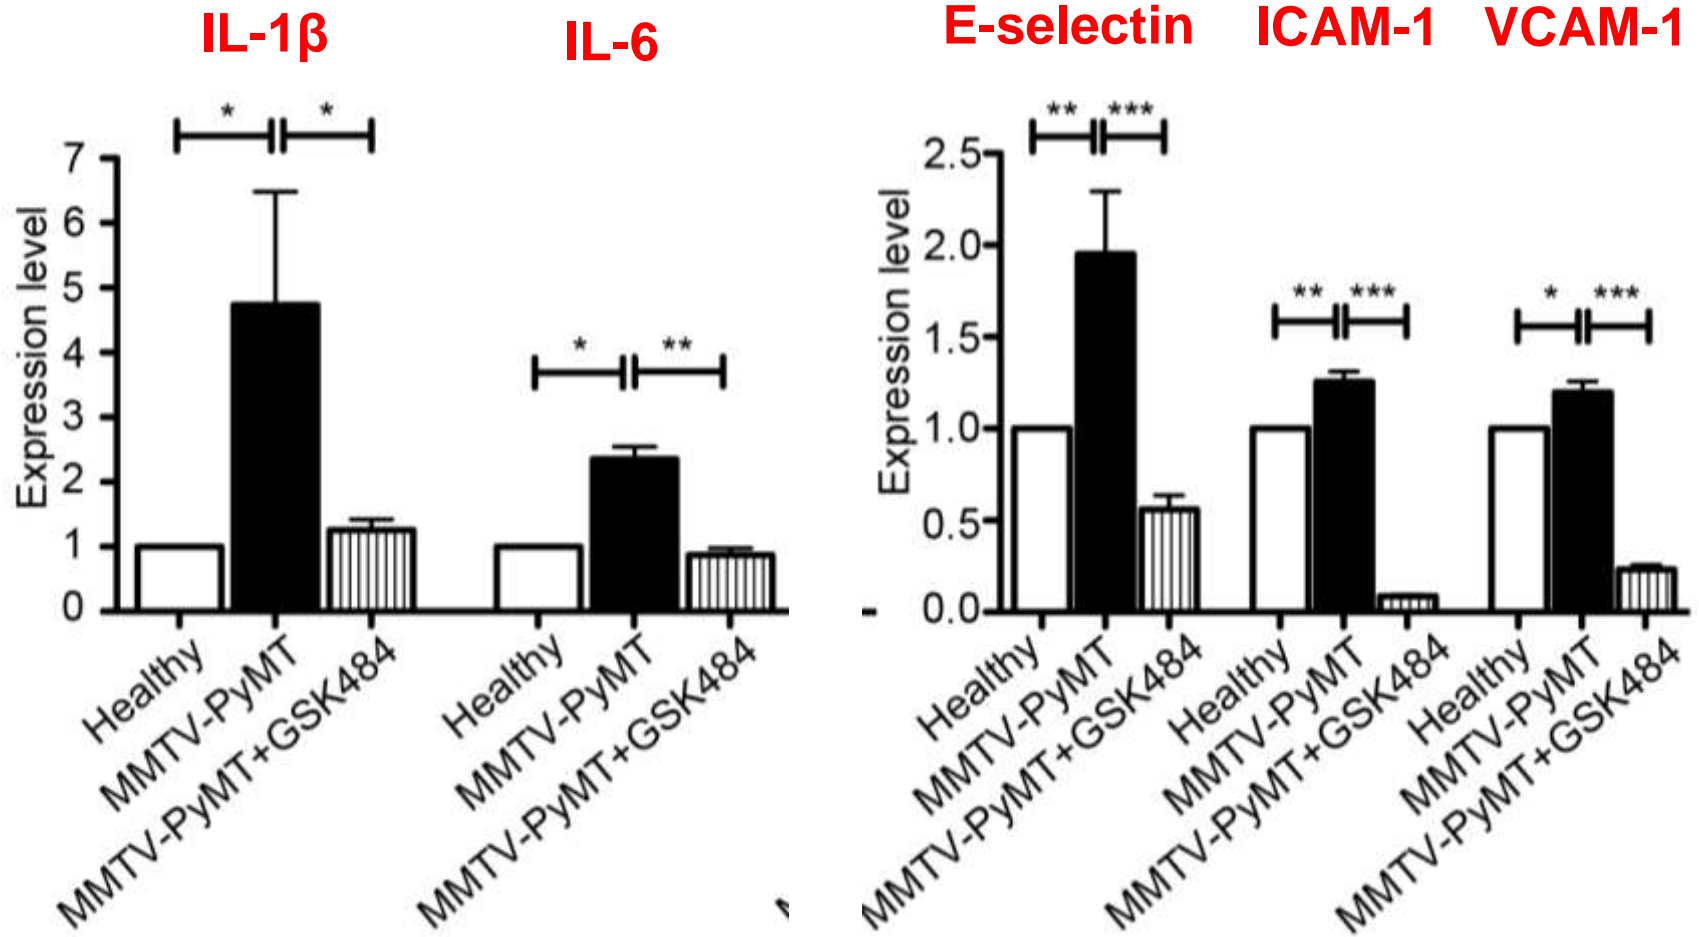 IL-1β
IL-6
E-selectin
ICAM-1
VCAM-1
* *
* **
** ***
** ***
* ***
Expression level
7
6
5
4
3
2
1
0
Healthy
MMTV-PyMT
MMTV-PyMT+GSK484
Healthy
MMTV-PyMT
MMTV-PyMT+GSK484
Expression level
2.5
2.0
1.5
1.0
0.5
0.0
Healthy
MMTV-PyMT
MMTV-PyMT+GSK484
Healthy
MMTV-PyMT
MMTV-PyMT+GSK484
Healthy
MMTV-PyMT
MMTV-PyMT+GSK484